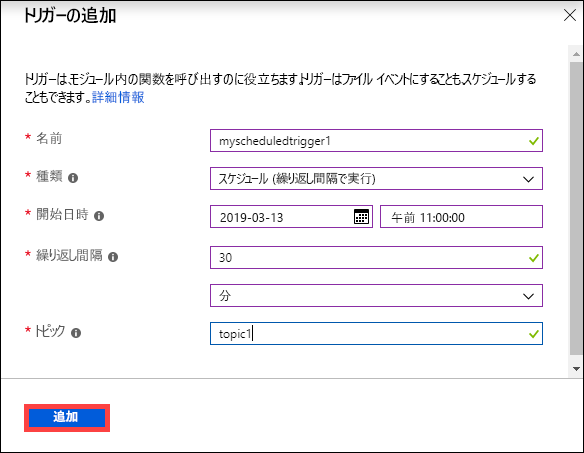 トリガーの追加
トリガーは、モジュール内の関数を呼び出すのに役立ちます。トリガーはファイル イベントにすることも、スケジュールする
こともできます。詳細情報
* 名前
myscheduledtrigger1
* 種類
スケジュール (繰り返し間隔で実行)
* 開始日時
2019-03-13
午前 11:00:00
* 繰り返し間隔
30
分
* トピック
topic1
追加